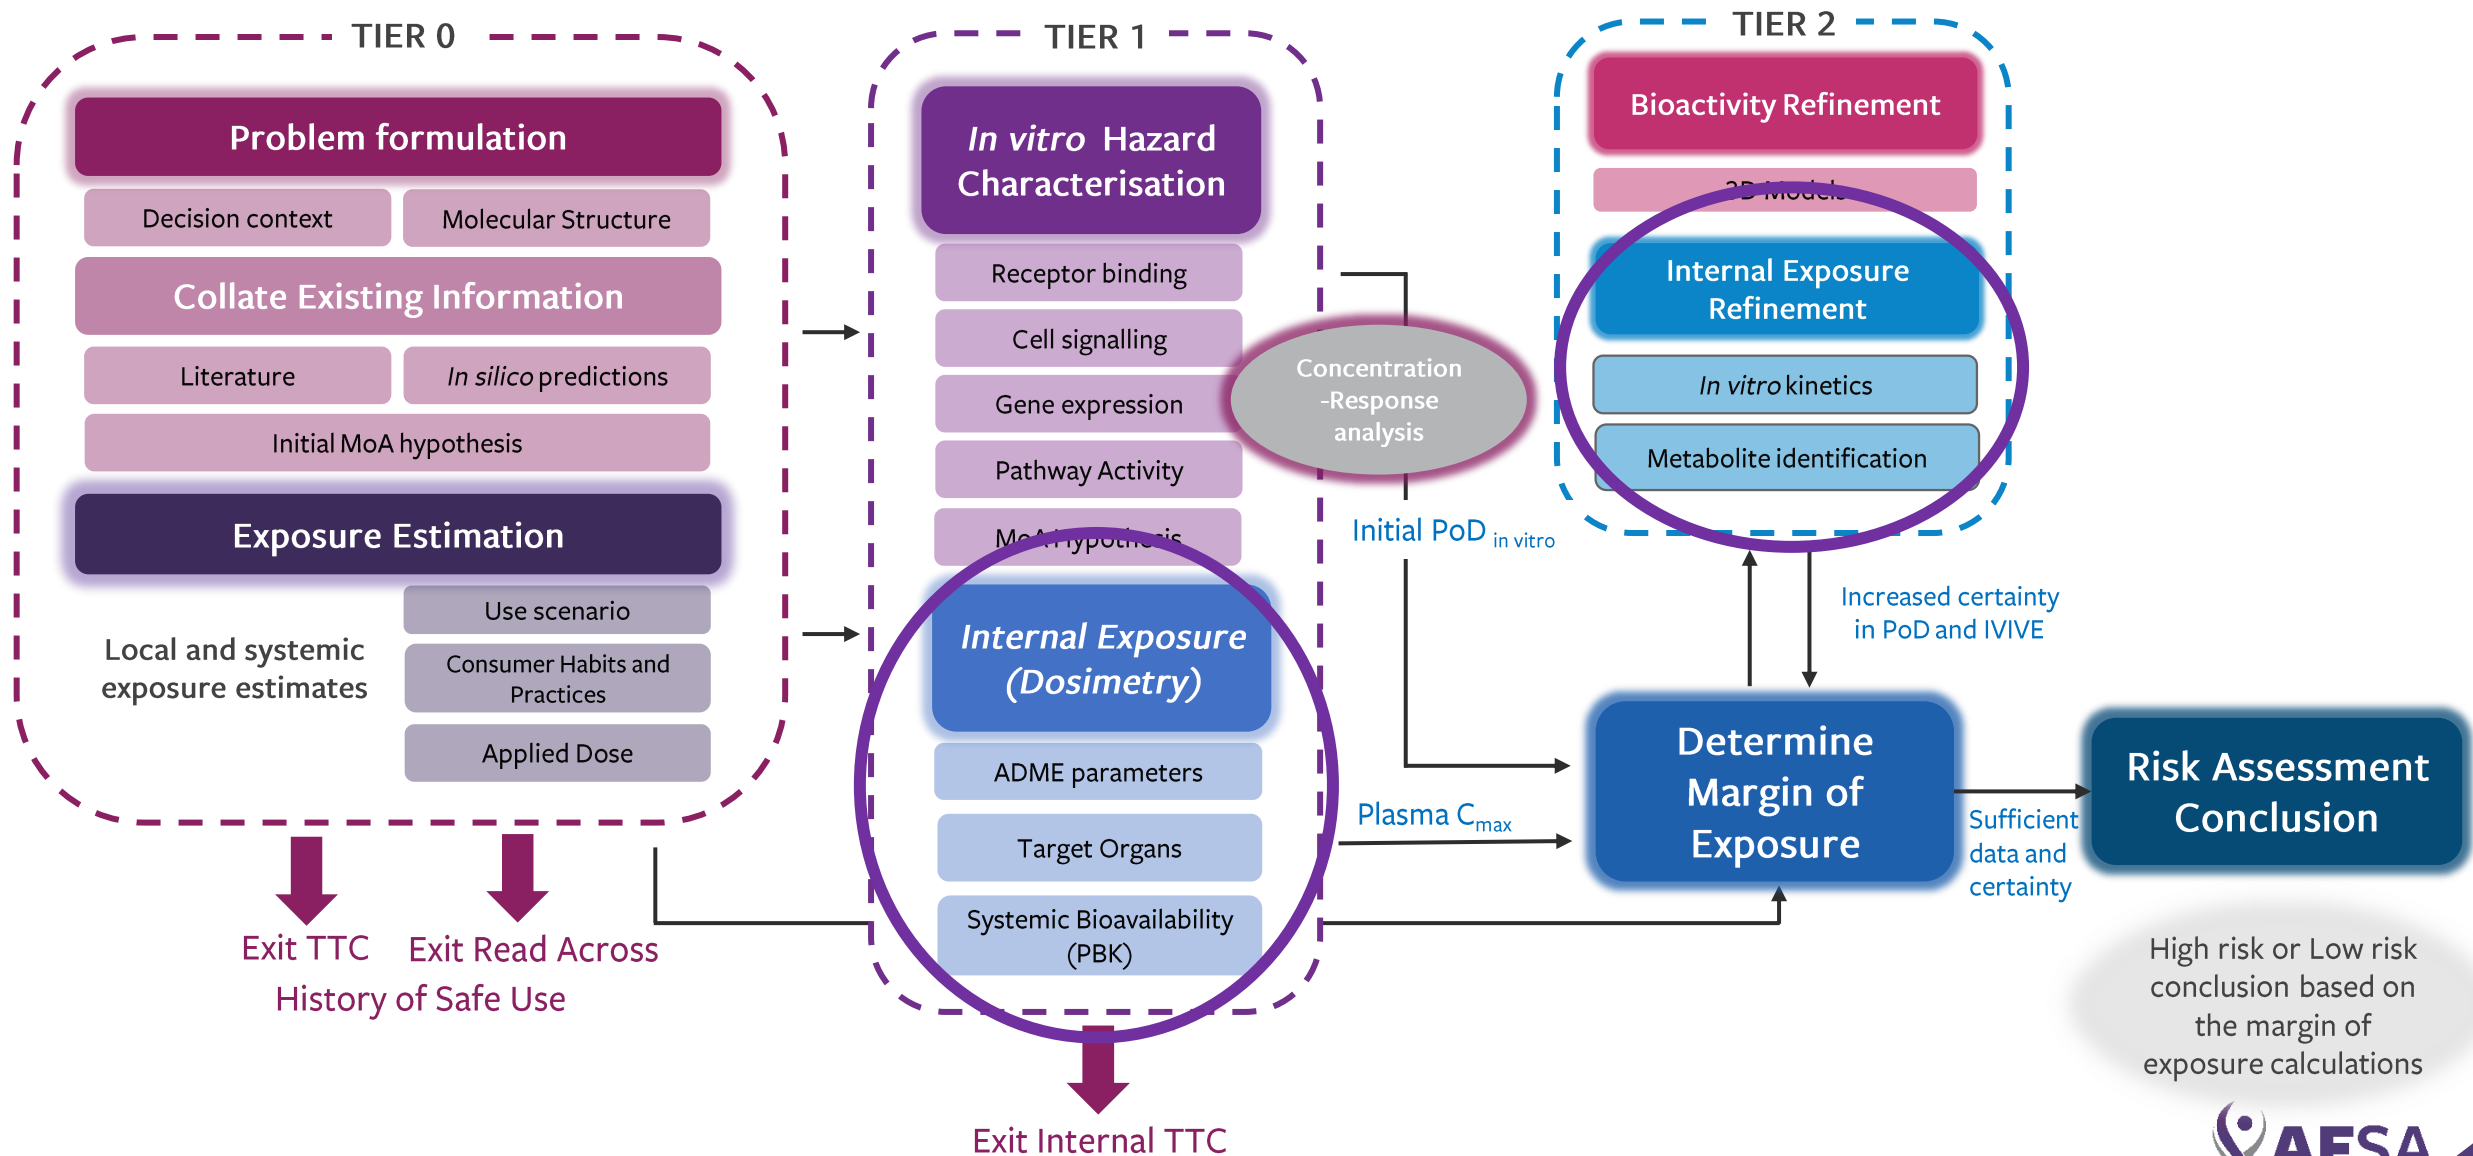 TIER 0
Problem formulation
Decision context
Molecular Structure
Collate Existing Information
Literature
In silico predictions
Initial MoA hypothesis
Exposure Estimation
Local and systemic
exposure estimates
Use scenario
Consumer Habits and
Practices
Applied Dose
Exit TTC
Exit Read Across
History of Safe Use
TIER 1
In vitro Hazard
Characterisation
Receptor binding
Cell signalling
Gene expression
Pathway Activity
MoA Hypothesis
Internal Exposure
(Dosimetry)
ADME parameters
Target Organs
Systemic Bioavailability
(PBK)
Exit Internal TTC
Concentration
-Response
analysis
Initial PoD in vitro
Plasma Cmax
TIER 2
Bioactivity Refinement
3D Models
Internal Exposure
Refinement
In vitro kinetics
Metabolite identification
Increased certainty
in PoD and IVIVE
Determine
Margin of
Exposure
Sufficient
data and
certainty
Risk Assessment
Conclusion
High risk or Low risk
conclusion based on
the margin of
exposure calculations
AFSA